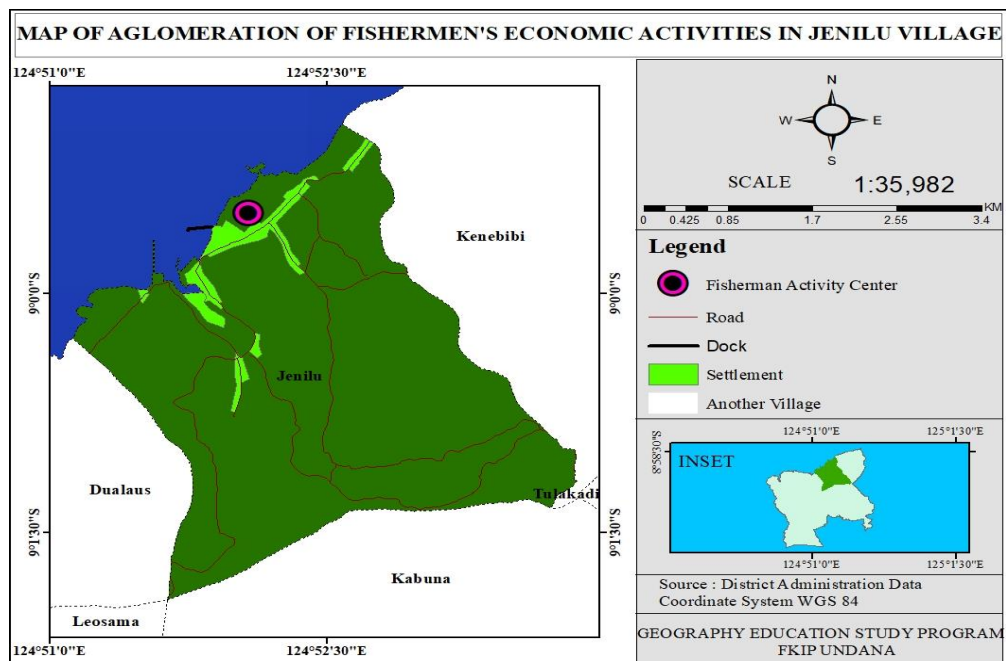 MAP OF AGLOMERATION OF FISHERMEN'S ECONOMIC ACTIVITIES IN JENILU VILLAGE
124°51'0"E
124°52'30"E
9°0'0"S
9°1'30"S
Kenebibi
Jenilu
Dualaus
Tulakadi
Kabuna
Leosama
9°0'0"S
9°1'30"S
124°51'0"E
124°52'30"E
N
W
E
S
SCALE 1:35,982
KM
0 0.425 0.85 1.7 2.55 3.4
Legend
Fisherman Activity Center
Road
Dock
Settlement
Another Village
124°51'0"E
125°1'30"E
8°58'30"S
INSET
124°51'0"E
125°1'30"E
Source : District Administration Data
Coordinate System WGS 84
GEOGRAPHY EDUCATION STUDY PROGRAM
FKIP UNDANA